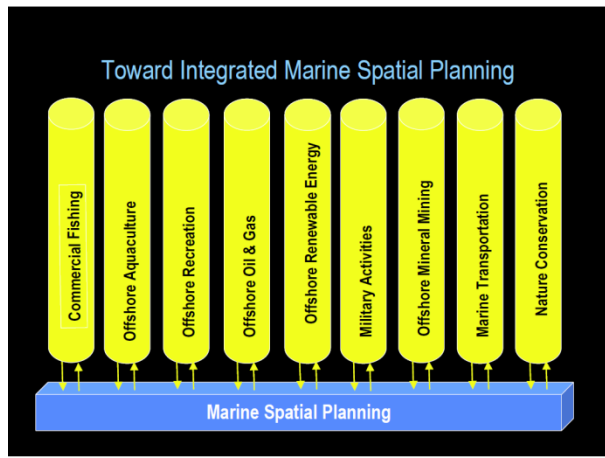 Toward Integrated Marine Spatial Planning
Commercial Fishing
Offshore Aquaculture
Offshore Recreation
Offshore Oil & Gas
Offshore Renewable Energy
Military Activities
Offshore Mineral Mining
Marine Transportation
Nature Conservation
Marine Spatial Planning